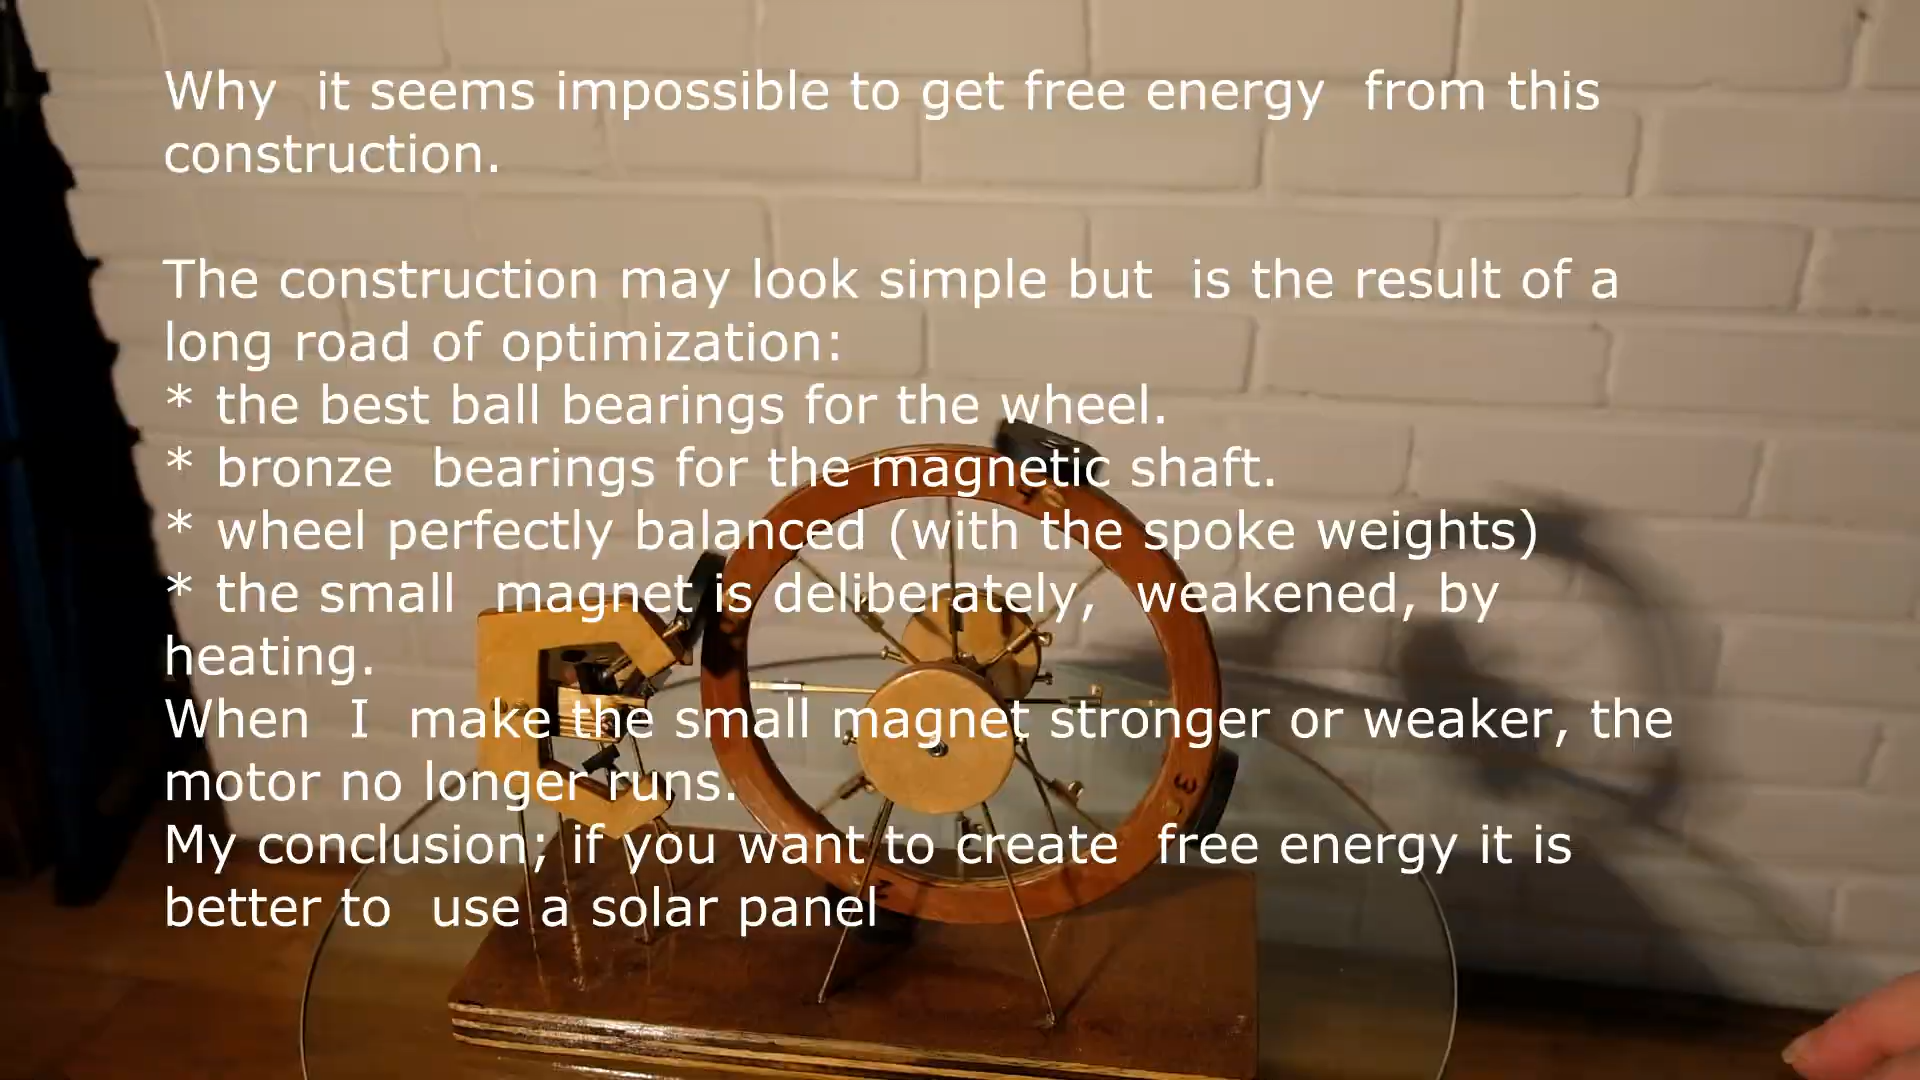 Why it seems impossible to get free energy from this
construction.
The construction may look simple but is the result of a
long road of optimization:
* the best ball bearings for the wheel.
* bronze bearings for the magnetic shaft.
* wheel perfectly balanced (with the spoke weights)
* the small magnet is deliberately, weakened, by
heating.
When I make the small magnet stronger or weaker, the
motor no longer runs.
My conclusion; if you want to create free energy it is
better to use a solar panel
3